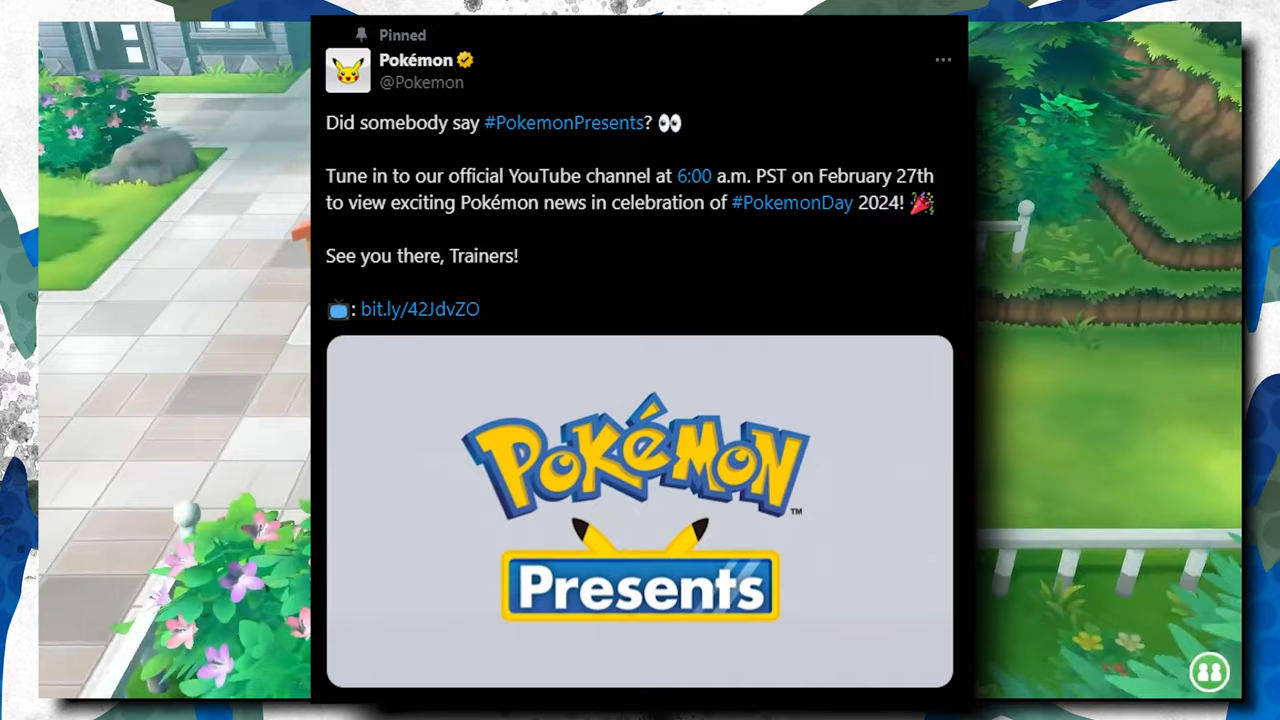 Pinned
Pokémon
@Pokemon
Did somebody say #PokemonPresents? 👀
Tune in to our official YouTube channel at 6:00 a.m. PST on February 27th
to view exciting Pokémon news in celebration of #PokemonDay 2024! 🎉
See you there, Trainers!
📺: bit.ly/42JdvZO
POKéMON
TM
Presents